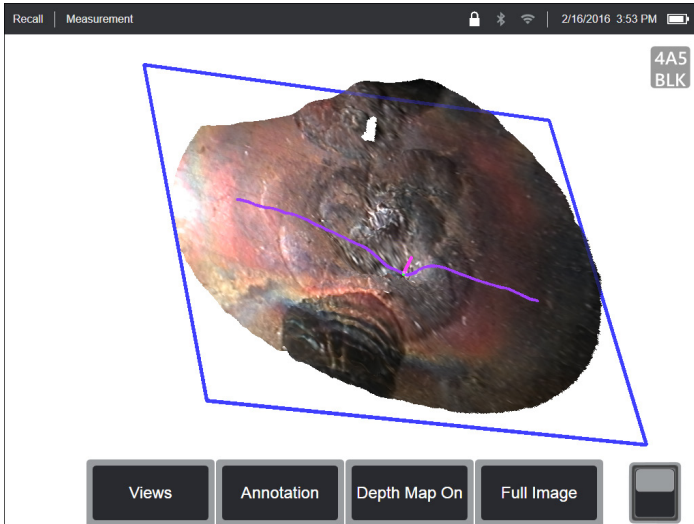 Recall | Measurement
2/16/2016 3:53 PM
4A5
BLK
Views
Annotation
Depth Map On
Full Image